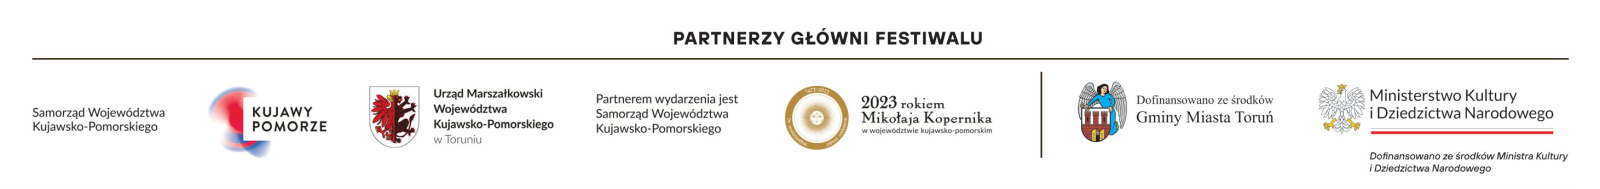 PARTNERZY GŁÓWNI FESTIWALU
Samorząd Województwa
Kujawsko-Pomorskiego
KUJAWY
POMORZE
Urząd Marszałkowski
Województwa
Kujawsko-Pomorskiego
w Toruniu
Partnerem wydarzenia jest
Samorząd Województwa
Kujawsko-Pomorskiego
1473-2023
2023 rokiem
Mikołaja Kopernika
w województwie kujawsko-pomorskim
Dofinansowano ze środków
Gminy Miasta Toruń
Ministerstwo Kultury
i Dziedzictwa Narodowego
Dofinansowano ze środków Ministra Kultury
i Dziedzictwa Narodowego